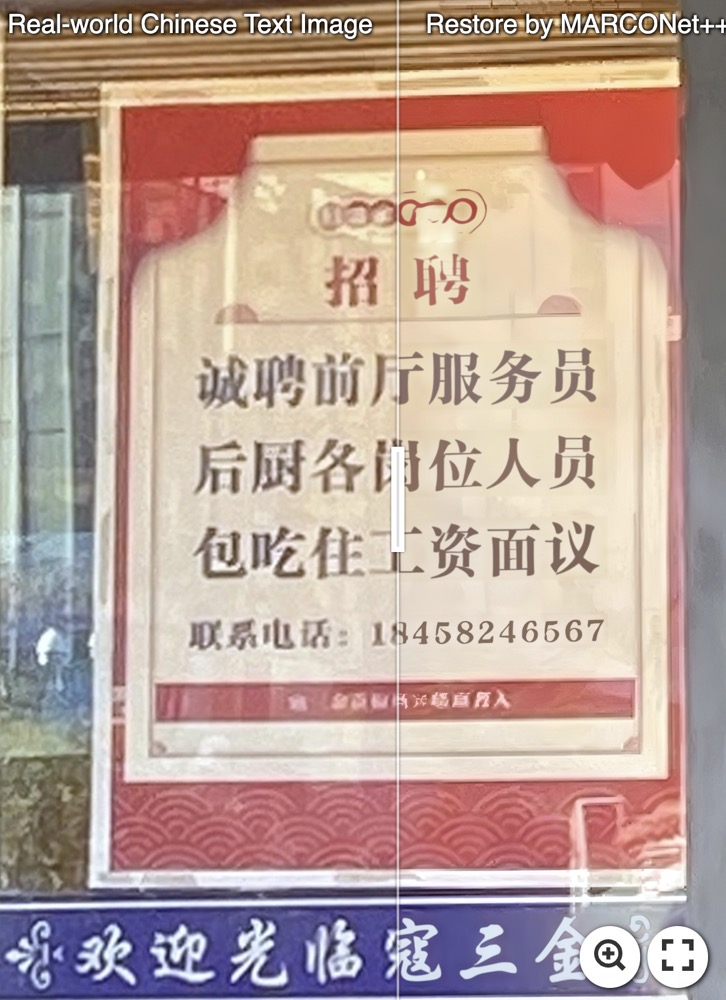 Real-world Chinese Text Image
Restore by MARCONet++
招聘
诚聘前厅服务员
后厨各岗位人员
包吃住工资面议
联系电话：18458246567
欢迎光临寇三金